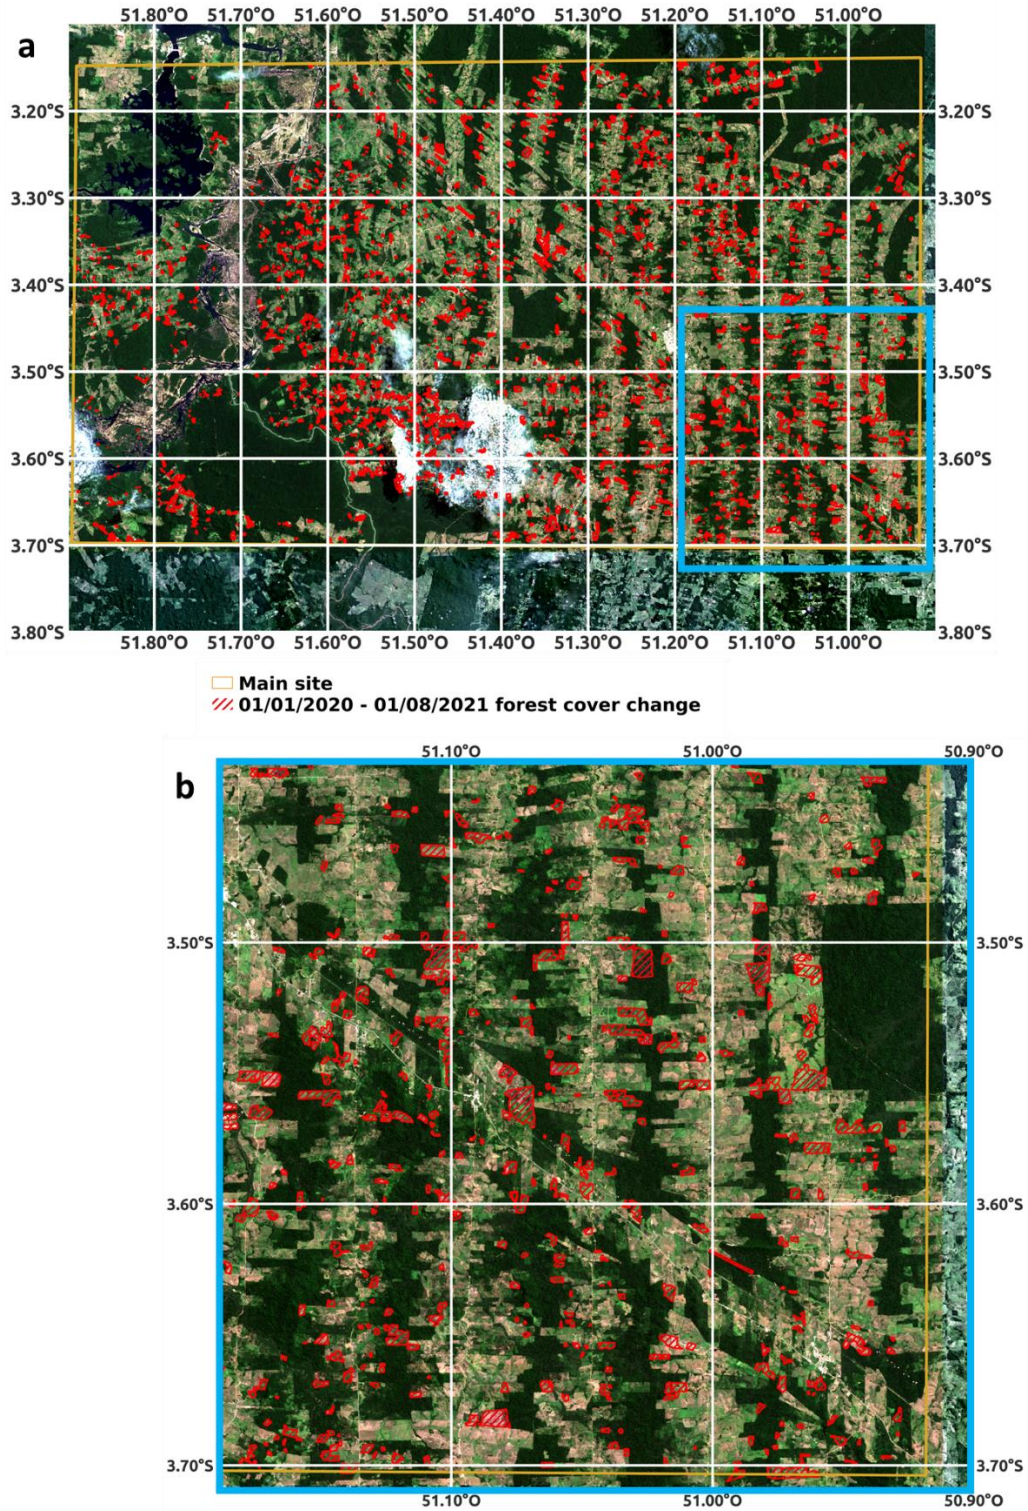 51.80°O 51.70°O 51.60°O 51.50°O 51.40°O 51.30°O 51.20°O 51.10°O 51.00°O
a
3.20°S 3.20°S
3.30°S 3.30°S
3.40°S 3.40°S
3.50°S 3.50°S
3.60°S 3.60°S
3.70°S 3.70°S
3.80°S 3.80°S
51.80°O 51.70°O 51.60°O 51.50°O 51.40°O 51.30°O 51.20°O 51.10°O 51.00°O
Main site
01/01/2020 - 01/08/2021 forest cover change
51.10°O 51.00°O 50.90°O
b
3.50°S 3.50°S
3.60°S 3.60°S
3.70°S 3.70°S
51.10°O 51.00°O 50.90°O